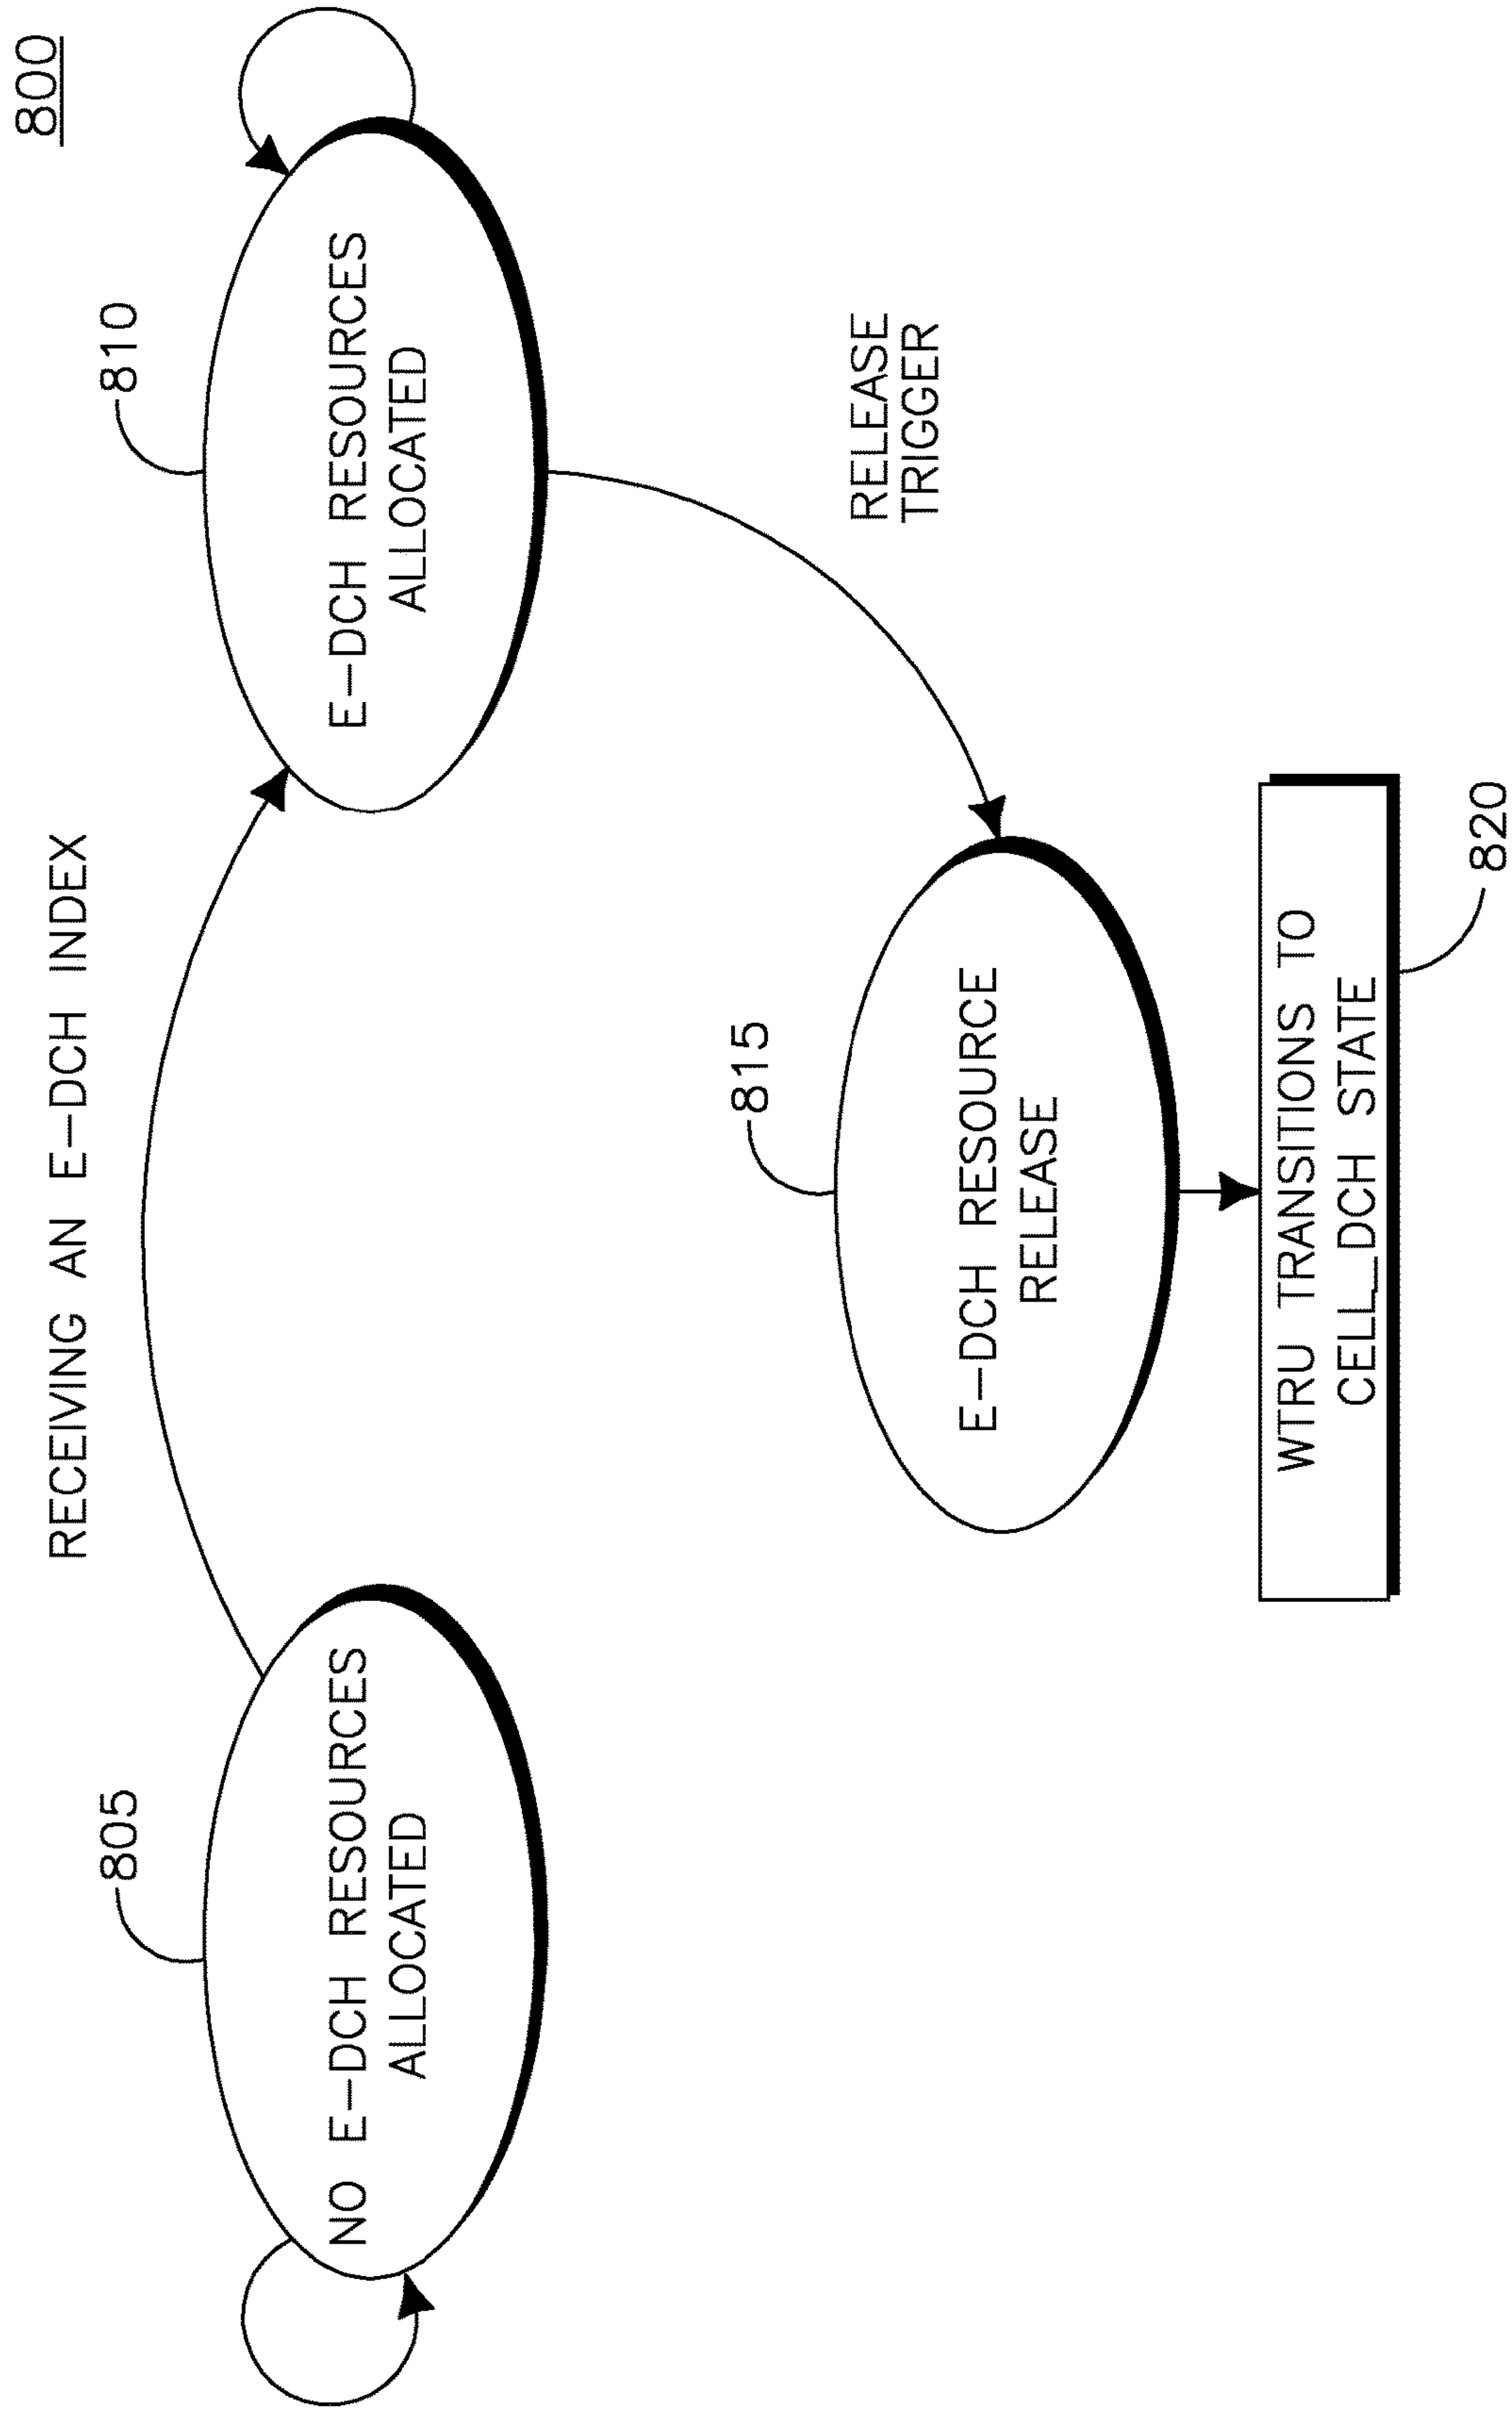 800
RECEIVING AN E-DCH INDEX
805
NO E-DCH RESOURCES
ALLOCATED
810
E-DCH RESOURCES
ALLOCATED
RELEASE
TRIGGER
815
E-DCH RESOURCE
RELEASE
WTRU TRANSITIONS TO
CELL_DCH STATE
820